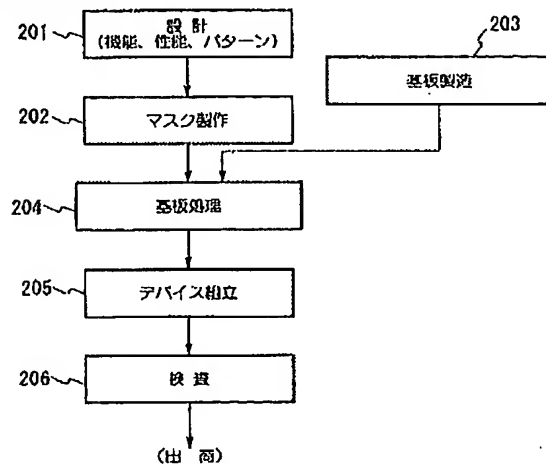 201
設計
(機能、性能、パターン)
203
基板製造
202
マスク製作
204
基板処理
205
デバイス組立
206
検査
(出荷)